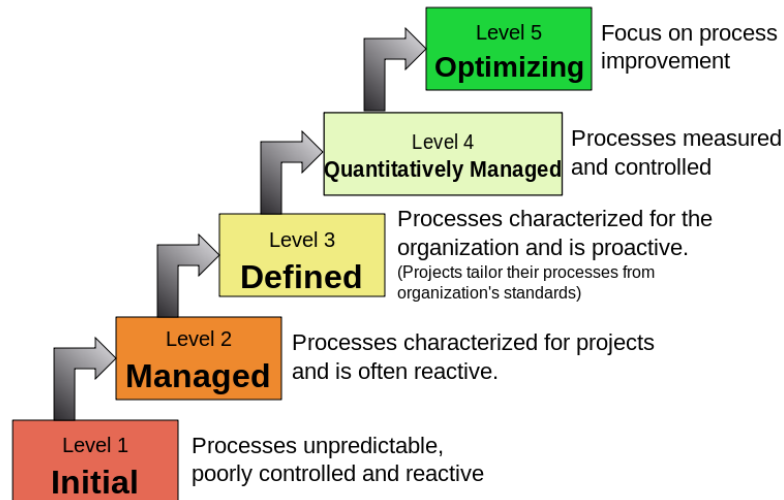 Level 5
Optimizing
Focus on process
improvement
Level 4
Quantitatively Managed
Processes measured
and controlled
Level 3
Defined
Processes characterized for the
organization and is proactive.
(Projects tailor their processes from
organization's standards)
Level 2
Managed
Processes characterized for projects
and is often reactive.
Level 1
Initial
Processes unpredictable,
poorly controlled and reactive